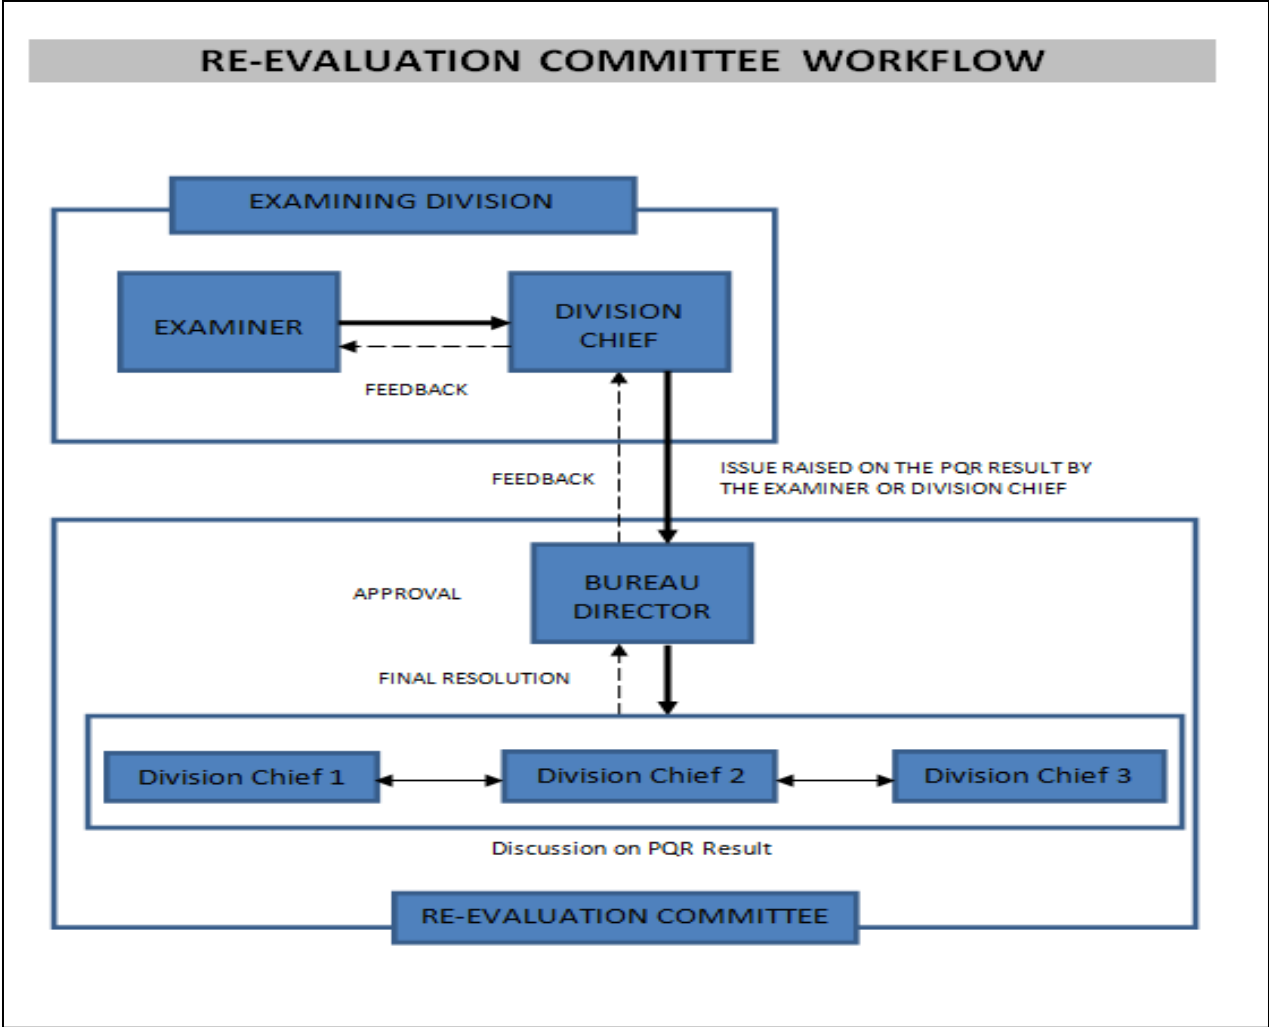 RE-EVALUATION COMMITTEE WORKFLOW
EXAMINING DIVISION
EXAMINER
DIVISION
CHIEF
FEEDBACK
FEEDBACK
ISSUE RAISED ON THE PQR RESULT BY
THE EXAMINER OR DIVISION CHIEF
BUREAU
DIRECTOR
APPROVAL
FINAL RESOLUTION
Division Chief 1
Division Chief 2
Division Chief 3
Discussion on PQR Result
RE-EVALUATION COMMITTEE